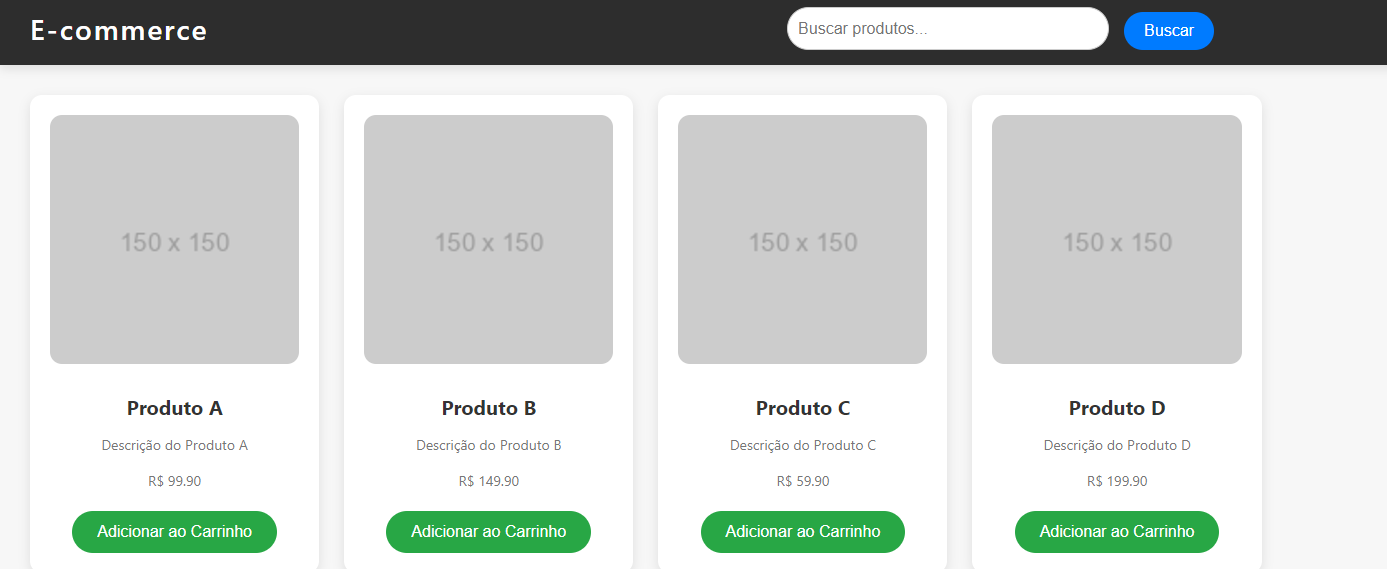 E-commerce
Buscar produtos...
Buscar
150 x 150
150 x 150
150 x 150
150 x 150
Produto A
Produto B
Produto C
Produto D
Descrição do Produto A
Descrição do Produto B
Descrição do Produto C
Descrição do Produto D
R$ 99.90
R$ 149.90
R$ 59.90
R$ 199.90
Adicionar ao Carrinho
Adicionar ao Carrinho
Adicionar ao Carrinho
Adicionar ao Carrinho